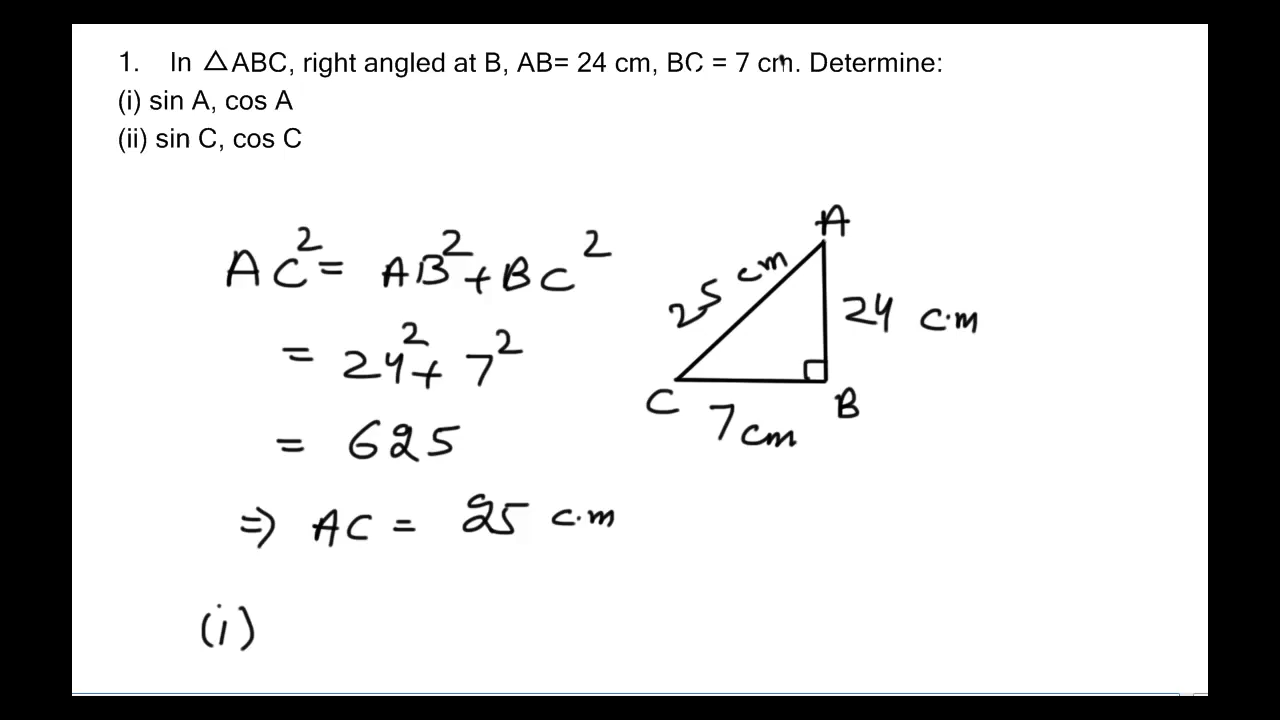 1. In △ABC, right angled at B, AB= 24 cm, BC = 7 cm. Determine:
(i) sin A, cos A
(ii) sin C, cos C
AC² = AB² + BC²
= 24² + 7²
= 625
⇒ AC = 25 c.m
(i)
A
25 cm
24 c.m
C
B
7cm